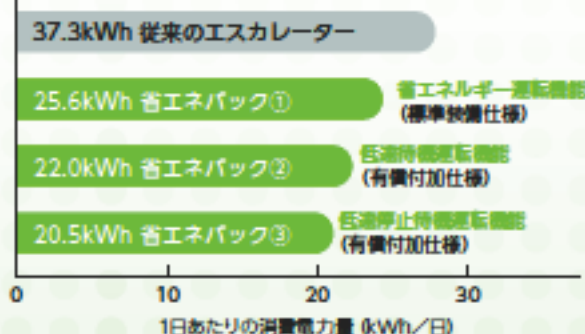 37.3kWh 従来のエスカレーター
25.6kWh 省エネパック①
省エネルギー運転機能
(標準装備仕様)
22.0kWh 省エネパック②
低速待機運転機能
(有償付加仕様)
20.5kWh 省エネパック③
低速停止待機運転機能
(有償付加仕様)
0 10 20 30
1日あたりの消費電力量 (kWh/日)